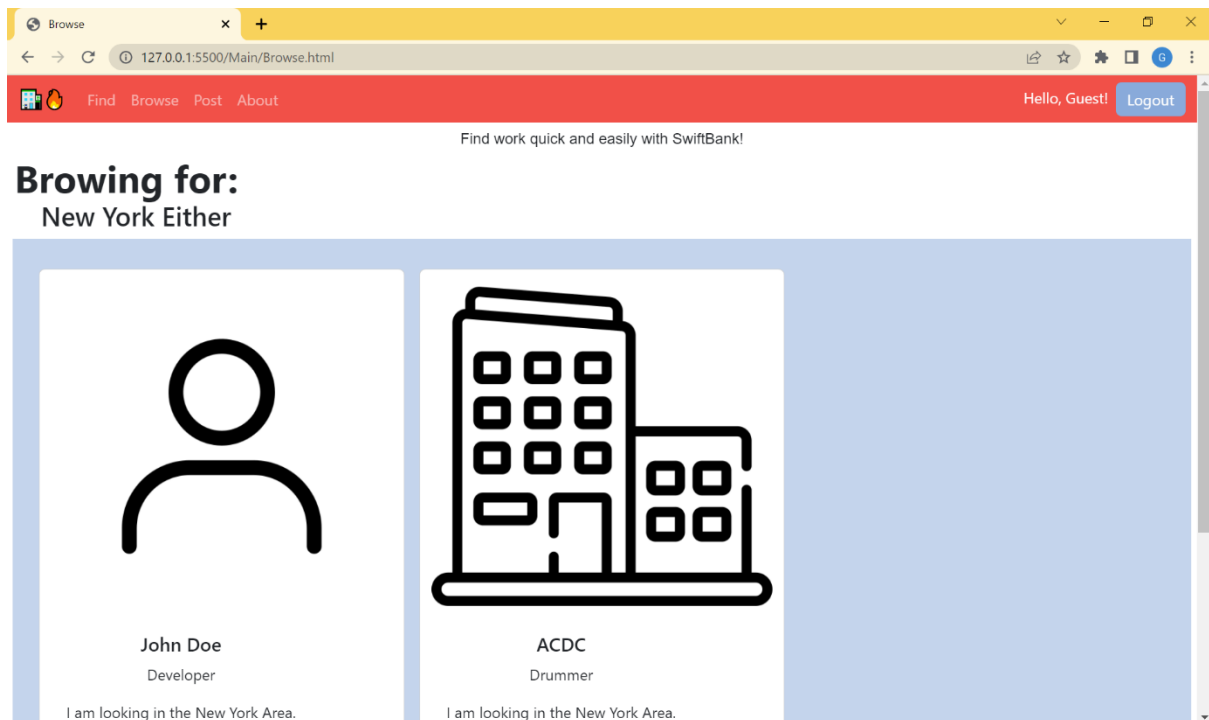 Browse
127.0.0.1:5500/Main/Browse.html
G
Find Browse Post About
Hello, Guest! Logout
Find work quick and easily with SwiftBank!
Browing for:
New York Either
John Doe
Developer
I am looking in the New York Area.
ACDC
Drummer
I am looking in the New York Area.